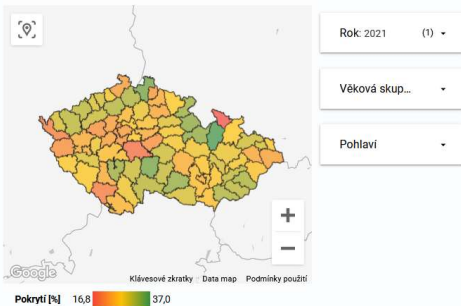 Rok: 2021 (1)
Věková skup...
Pohlaví
+
−
Google
Klávesové zkratky Data map Podmínky použití
Pokrytí [%] 16,8 37,0